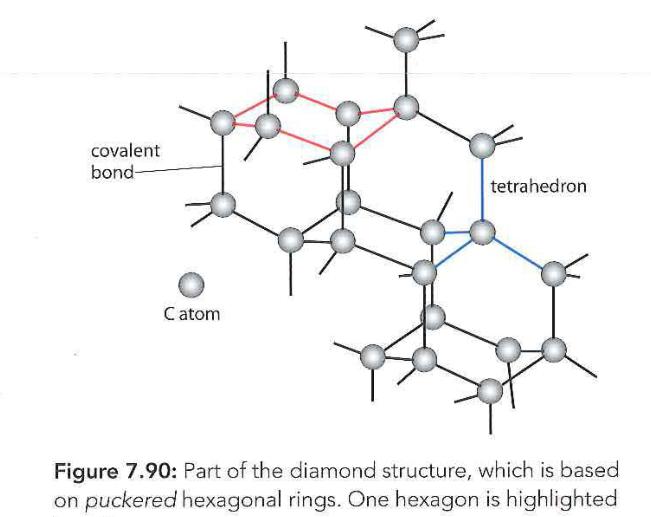 covalent
bond
tetrahedron
C atom
Figure 7.90: Part of the diamond structure, which is based
on puckered hexagonal rings. One hexagon is highlighted